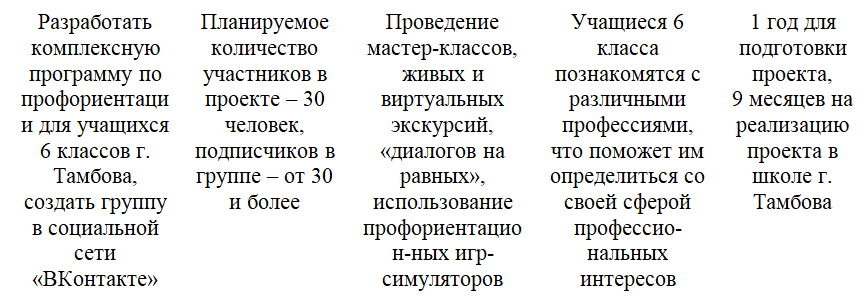 Разработать
комплексную
программу по
профориентаци
и для учащихся
6 классов г.
Тамбова,
создать группу
в социальной
сети
«ВКонтакте»
Планируемое
количество
участников в
проекте – 30
человек,
подписчиков в
группе – от 30
и более
Проведение
мастер-классов,
живых и
виртуальных
экскурсий,
«диалогов на
равных»,
использование
профориентацио
н-ных игр-
симуляторов
Учащиеся 6
класса
познакомятся с
различными
профессиями,
что поможет им
определиться со
своей сферой
профессио-
нальных
интересов
1 год для
подготовки
проекта,
9 месяцев на
реализацию
проекта в
школе г.
Тамбова